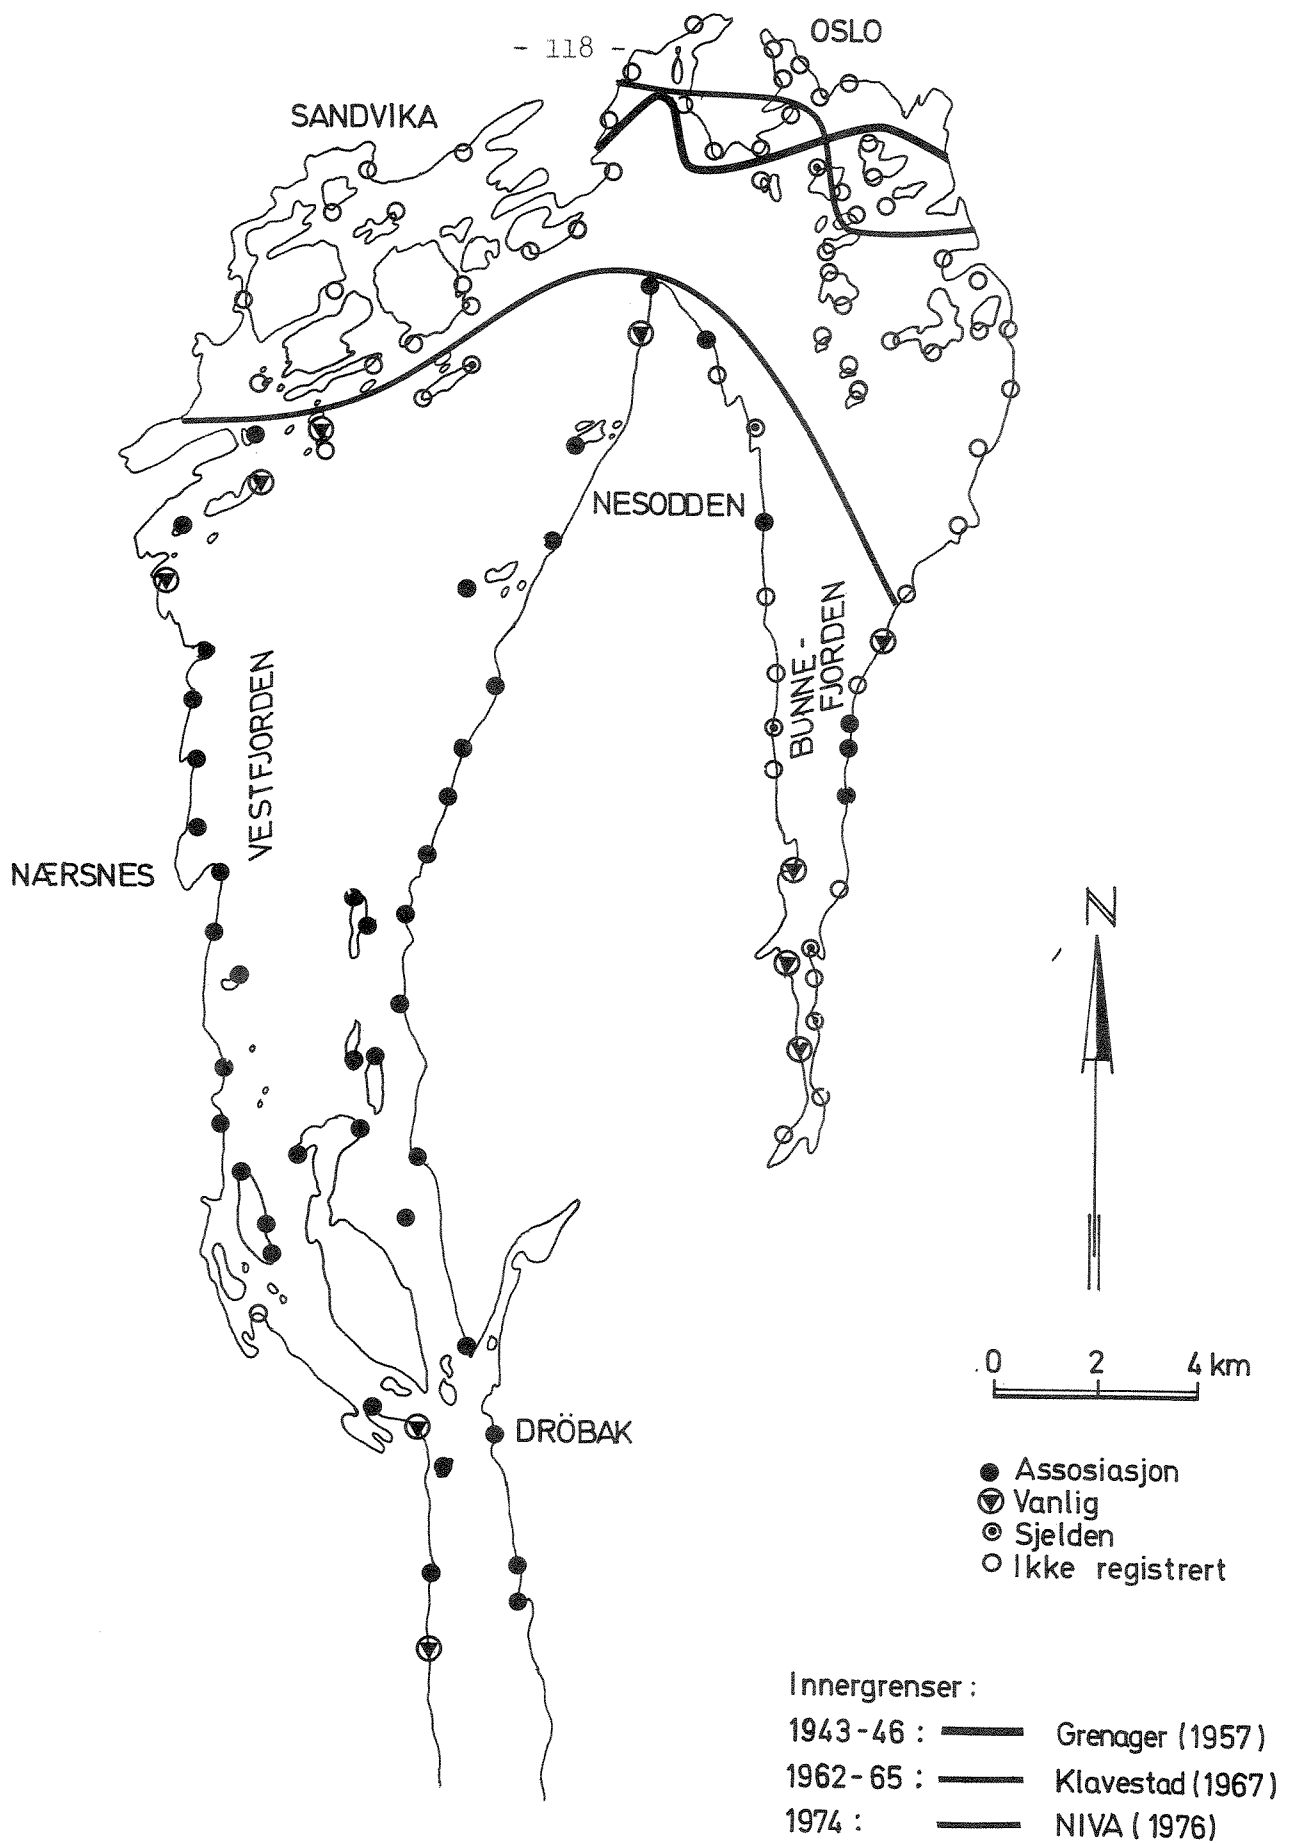 - 118 -
OSLO
SANDVIKA
NESODDEN
BUNNE-
FJORDEN
VESTFJORDEN
NÆRSNES
N
0 2 4 km
DRÖBAK
Assosiasjon
Vanlig
Sjelden
Ikke registrert
Innergrenser :
1943-46 : Grenager (1957)
1962-65 : Klavestad (1967)
1974 : NIVA (1976)